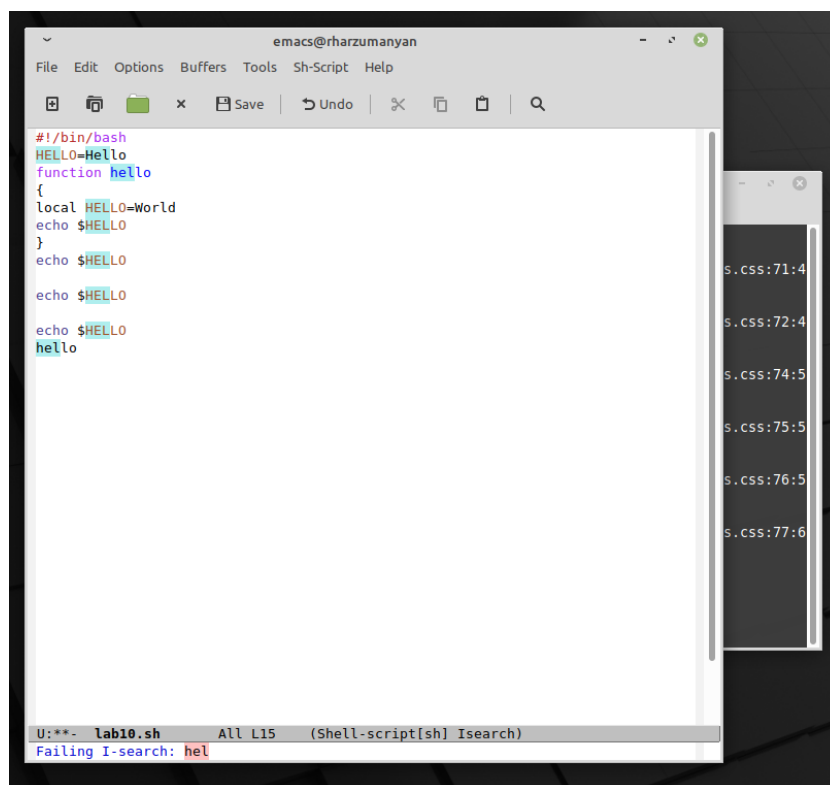 emacs@rharzumanyan
File Edit Options Buffers Tools Sh-Script Help
Save Undo
#!/bin/bash
HELLO=Hello
function hello
{
local HELLO=World
echo $HELLO
}
echo $HELLO
echo $HELLO
echo $HELLO
hello
U:**- lab10.sh All L15 (Shell-script[sh] Isearch)
Failing I-search: hel
s.css:71:4
s.css:72:4
s.css:74:5
s.css:75:5
s.css:76:5
s.css:77:6